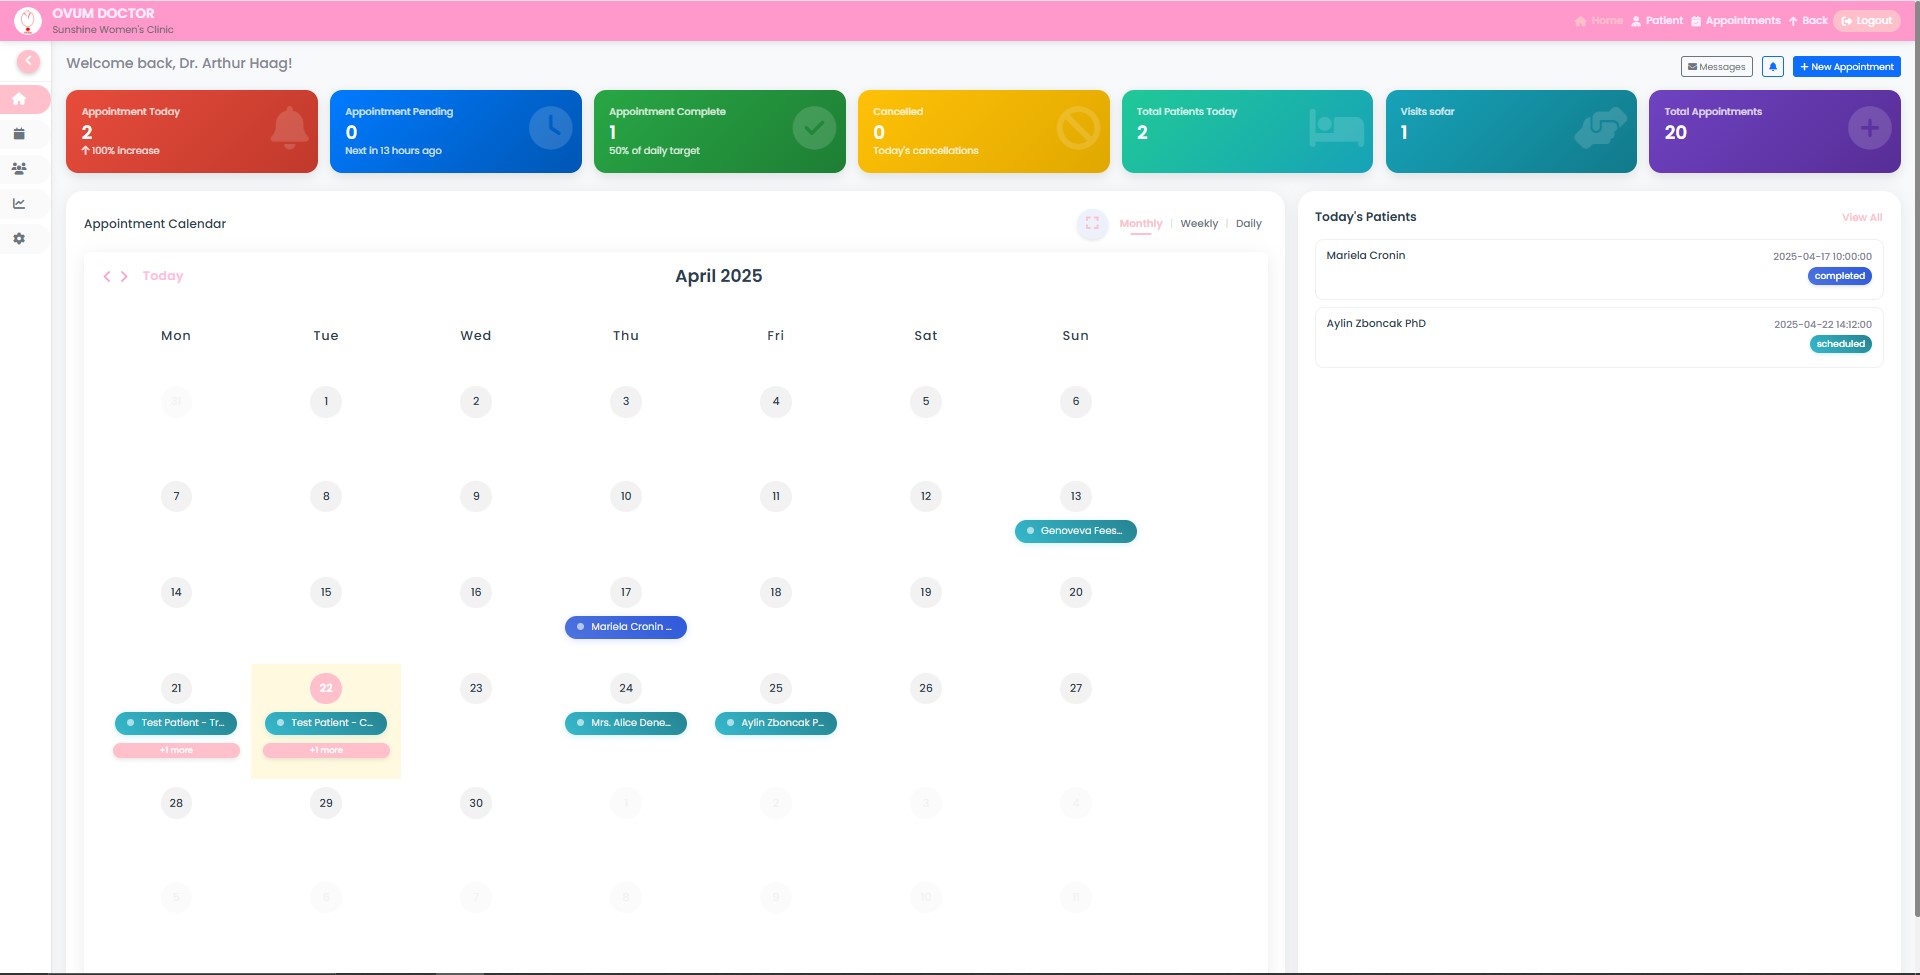 OVUM DOCTOR
Sunshine Women's Clinic
Home Patient Appointments Back Logout
Welcome back, Dr. Arthur Haag!
Messages
New Appointment
Appointment Today
2
100% increase
Appointment Pending
0
Next in 13 hours ago
Appointment Complete
1
50% of daily target
Cancelled
0
Today's cancellations
Total Patients Today
2
Visits sofar
1
Total Appointments
20
Appointment Calendar
Monthly | Weekly | Daily
Today
April 2025
Mon Tue Wed Thu Fri Sat Sun
31 1 2 3 4 5 6
7 8 9 10 11 12 13
Genoveva Fees...
14 15 16 17 18 19 20
Mariela Cronin ...
21 22 23 24 25 26 27
Test Patient - Tr... Test Patient - C... Mrs. Alice Dene... Aylin Zboncak P...
+1 more +1 more
28 29 30 1 2 3 4
5 6 7 8 9 10 11
Today's Patients
View All
Mariela Cronin
2025-04-17 10:00:00
completed
Aylin Zboncak PhD
2025-04-22 14:12:00
scheduled